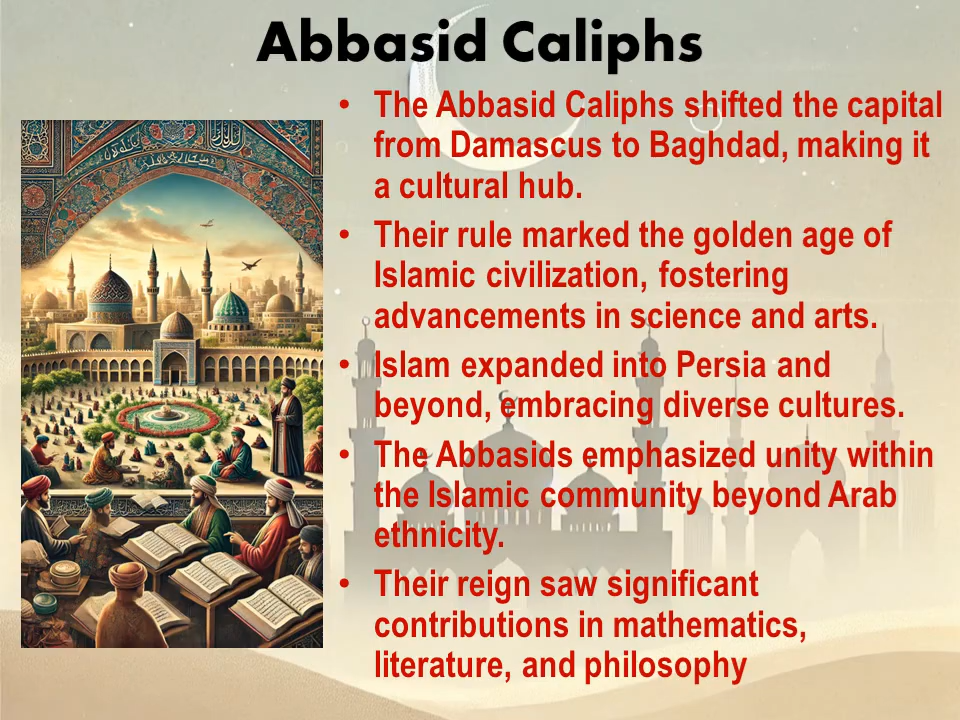 Abbasid Caliphs
• The Abbasid Caliphs shifted the capital
from Damascus to Baghdad, making it
a cultural hub.
• Their rule marked the golden age of
Islamic civilization, fostering
advancements in science and arts.
• Islam expanded into Persia and
beyond, embracing diverse cultures.
• The Abbasids emphasized unity within
the Islamic community beyond Arab
ethnicity.
• Their reign saw significant
contributions in mathematics,
literature, and philosophy